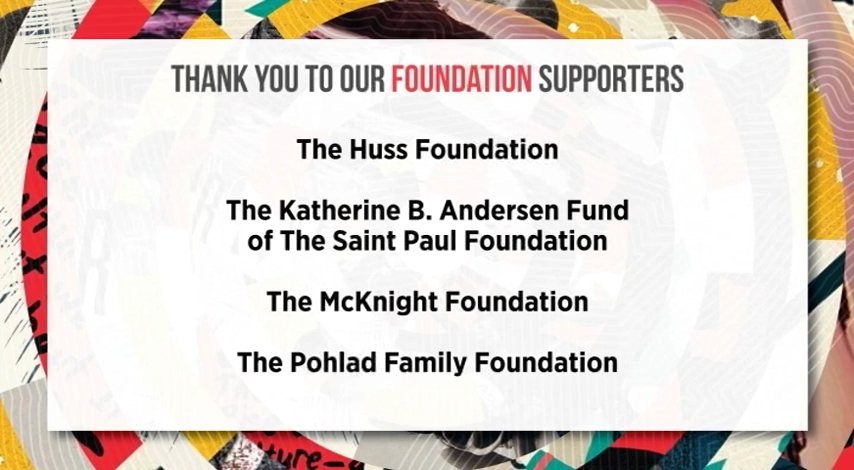 THANK YOU TO OUR FOUNDATION SUPPORTERS
The Huss Foundation
The Katherine B. Andersen Fund
of The Saint Paul Foundation
The McKnight Foundation
The Pohlad Family Foundation